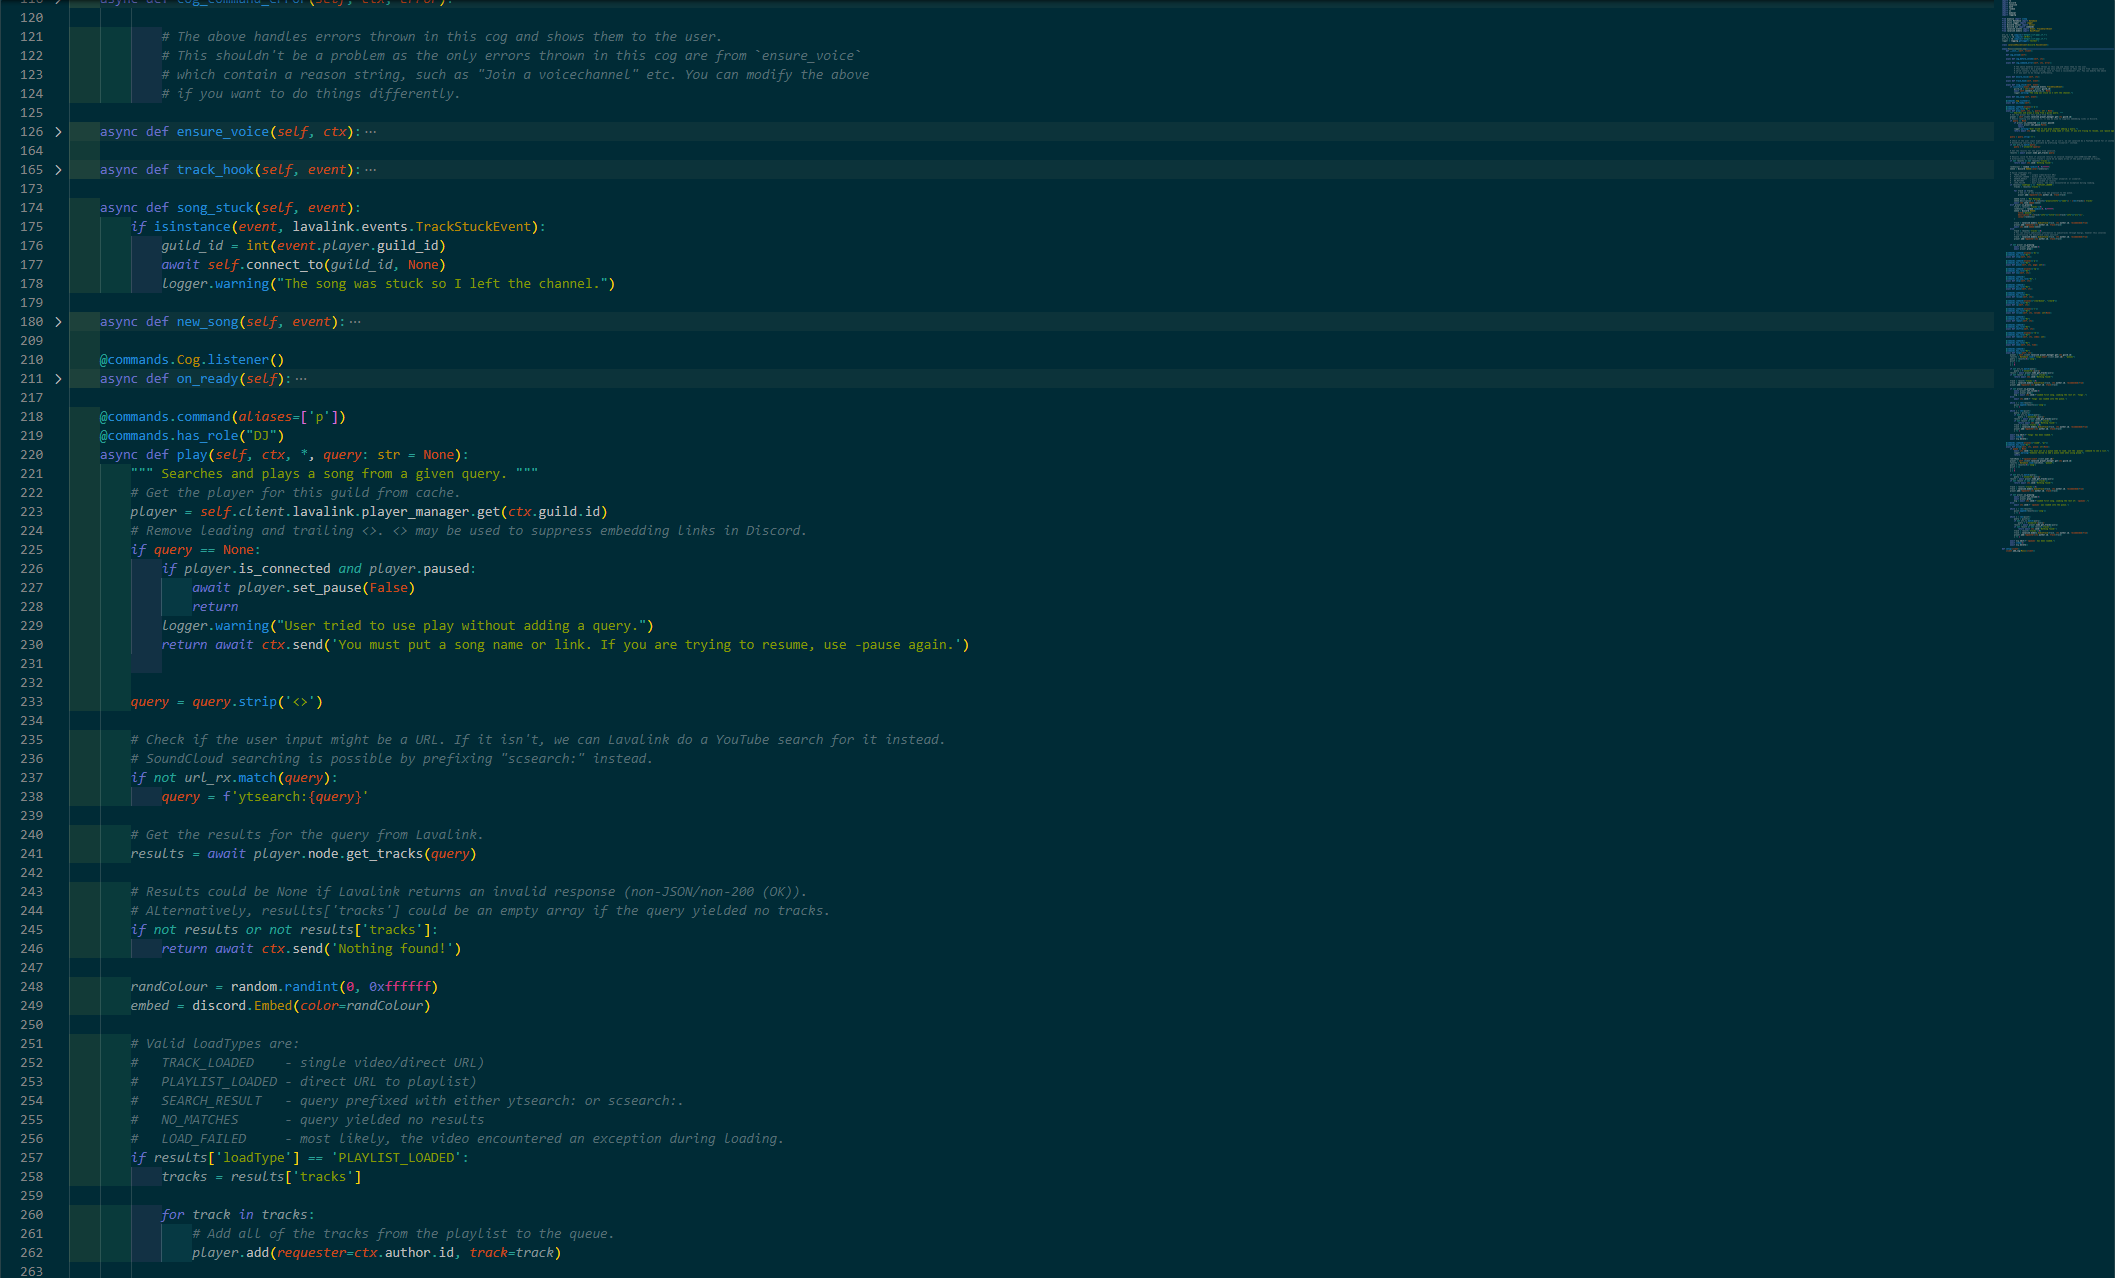 async def cog_command_error(self, ctx, error):
120
121 # The above handles errors thrown in this cog and shows them to the user.
122 # This shouldn't be a problem as the only errors thrown in this cog are from `ensure_voice`
123 # which contain a reason string, such as "Join a voicechannel" etc. You can modify the above
124 # if you want to do things differently.
125
126 async def ensure_voice(self, ctx): ...
164
165 async def track_hook(self, event): ...
173
174 async def song_stuck(self, event):
175 if isinstance(event, lavalink.events.TrackStuckEvent):
176 guild_id = int(event.player.guild_id)
177 await self.connect_to(guild_id, None)
178 logger.warning("The song was stuck so I left the channel.")
179
180 async def new_song(self, event): ...
209
210 @commands.Cog.listener()
211 async def on_ready(self): ...
217
218 @commands.command(aliases=['p'])
219 @commands.has_role("DJ")
220 async def play(self, ctx, *, query: str = None):
221 """ Searches and plays a song from a given query. """
222 # Get the player for this guild from cache.
223 player = self.client.lavalink.player_manager.get(ctx.guild.id)
224 # Remove leading and trailing <>. <> may be used to suppress embedding links in Discord.
225 if query == None:
226 if player.is_connected and player.paused:
227 await player.set_pause(False)
228 return
229 logger.warning("User tried to use play without adding a query.")
230 return await ctx.send('You must put a song name or link. If you are trying to resume, use -pause again.')
231
232
233 query = query.strip('<>')
234
235 # Check if the user input might be a URL. If it isn't, we can Lavalink do a YouTube search for it instead.
236 # SoundCloud searching is possible by prefixing "scsearch:" instead.
237 if not url_rx.match(query):
238 query = f'ytsearch:{query}'
239
240 # Get the results for the query from Lavalink.
241 results = await player.node.get_tracks(query)
242
243 # Results could be None if Lavalink returns an invalid response (non-JSON/non-200 (OK)).
244 # ALternatively, resullts['tracks'] could be an empty array if the query yielded no tracks.
245 if not results or not results['tracks']:
246 return await ctx.send('Nothing found!')
247
248 randColour = random.randint(0, 0xffffff)
249 embed = discord.Embed(color=randColour)
250
251 # Valid loadTypes are:
252 # TRACK_LOADED - single video/direct URL)
253 # PLAYLIST_LOADED - direct URL to playlist)
254 # SEARCH_RESULT - query prefixed with either ytsearch: or scsearch:.
255 # NO_MATCHES - query yielded no results
256 # LOAD_FAILED - most likely, the video encountered an exception during loading.
257 if results['loadType'] == 'PLAYLIST_LOADED':
258 tracks = results['tracks']
259
260 for track in tracks:
261 # Add all of the tracks from the playlist to the queue.
262 player.add(requester=ctx.author.id, track=track)
263